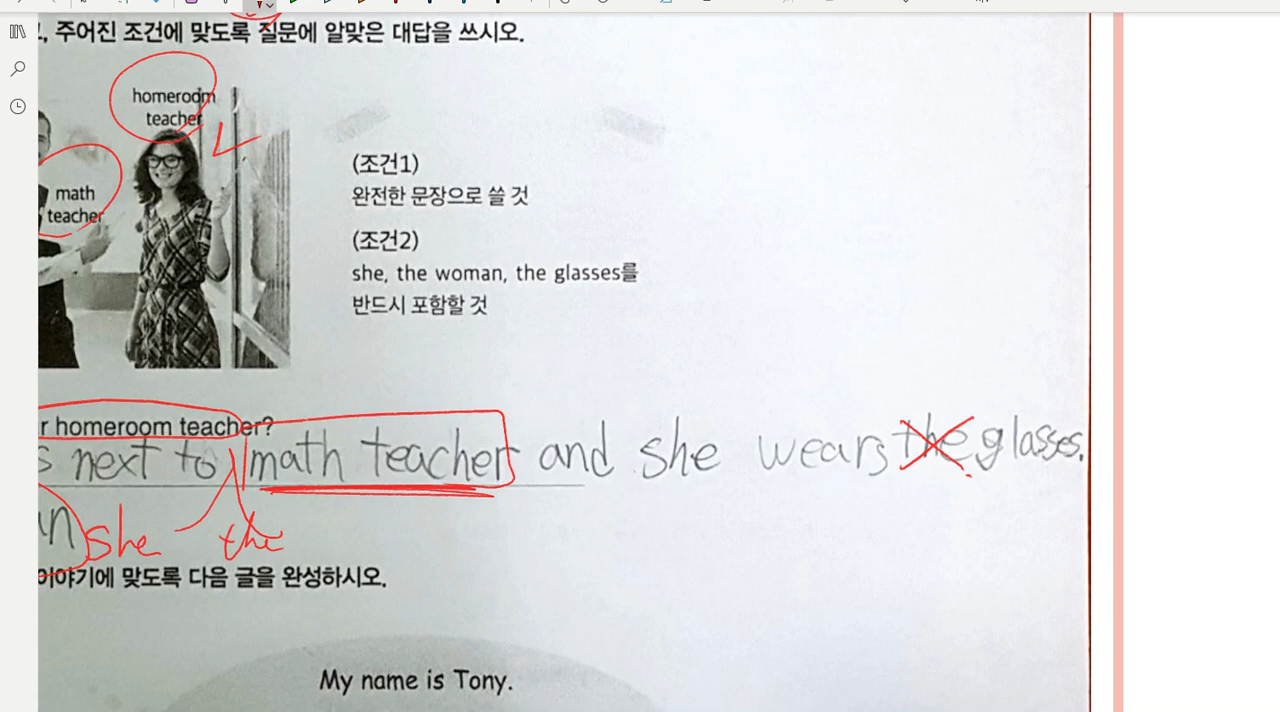 , 주어진 조건에 맞도록 질문에 알맞은 대답을 쓰시오.
homeroom
teacher
math
teacher
(조건1)
완전한 문장으로 쓸 것
(조건2)
she, the woman, the glasses를
반드시 포함할 것
r homeroom teacher?
s next to math teacher and she wears the glasses.
she the
이야기에 맞도록 다음 글을 완성하시오.
My name is Tony.